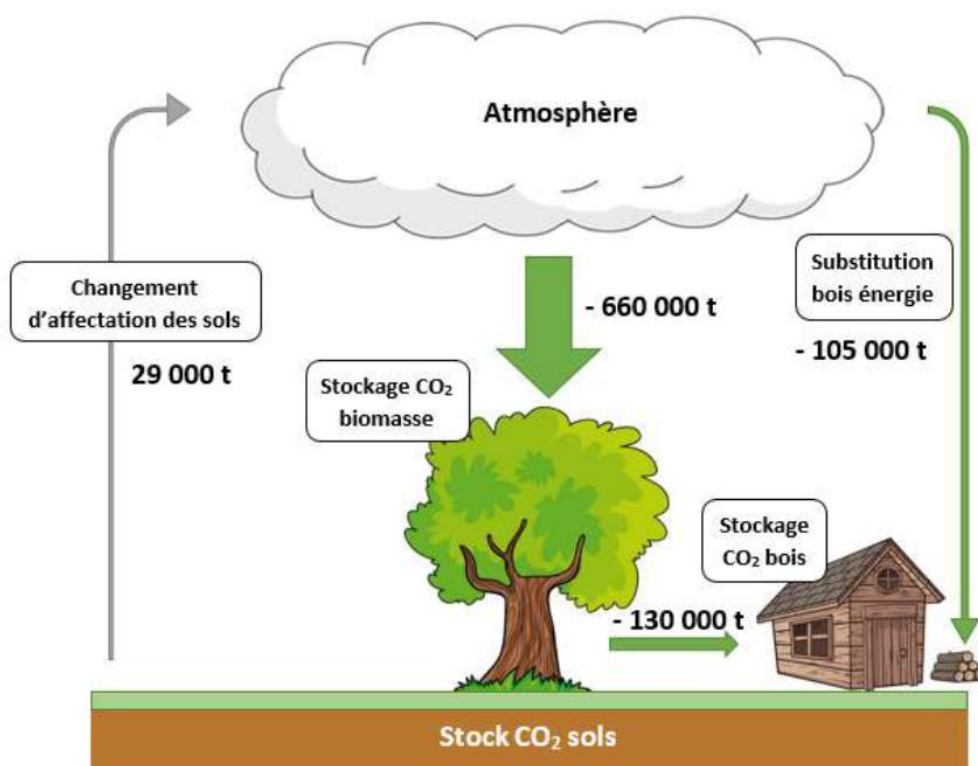 Atmosphère
Changement
d'affectation des sols
29 000 t
- 660 000 t
Substitution
bois énergie
- 105 000 t
Stockage CO₂
biomasse
Stockage
CO₂ bois
- 130 000 t
Stock CO₂ sols